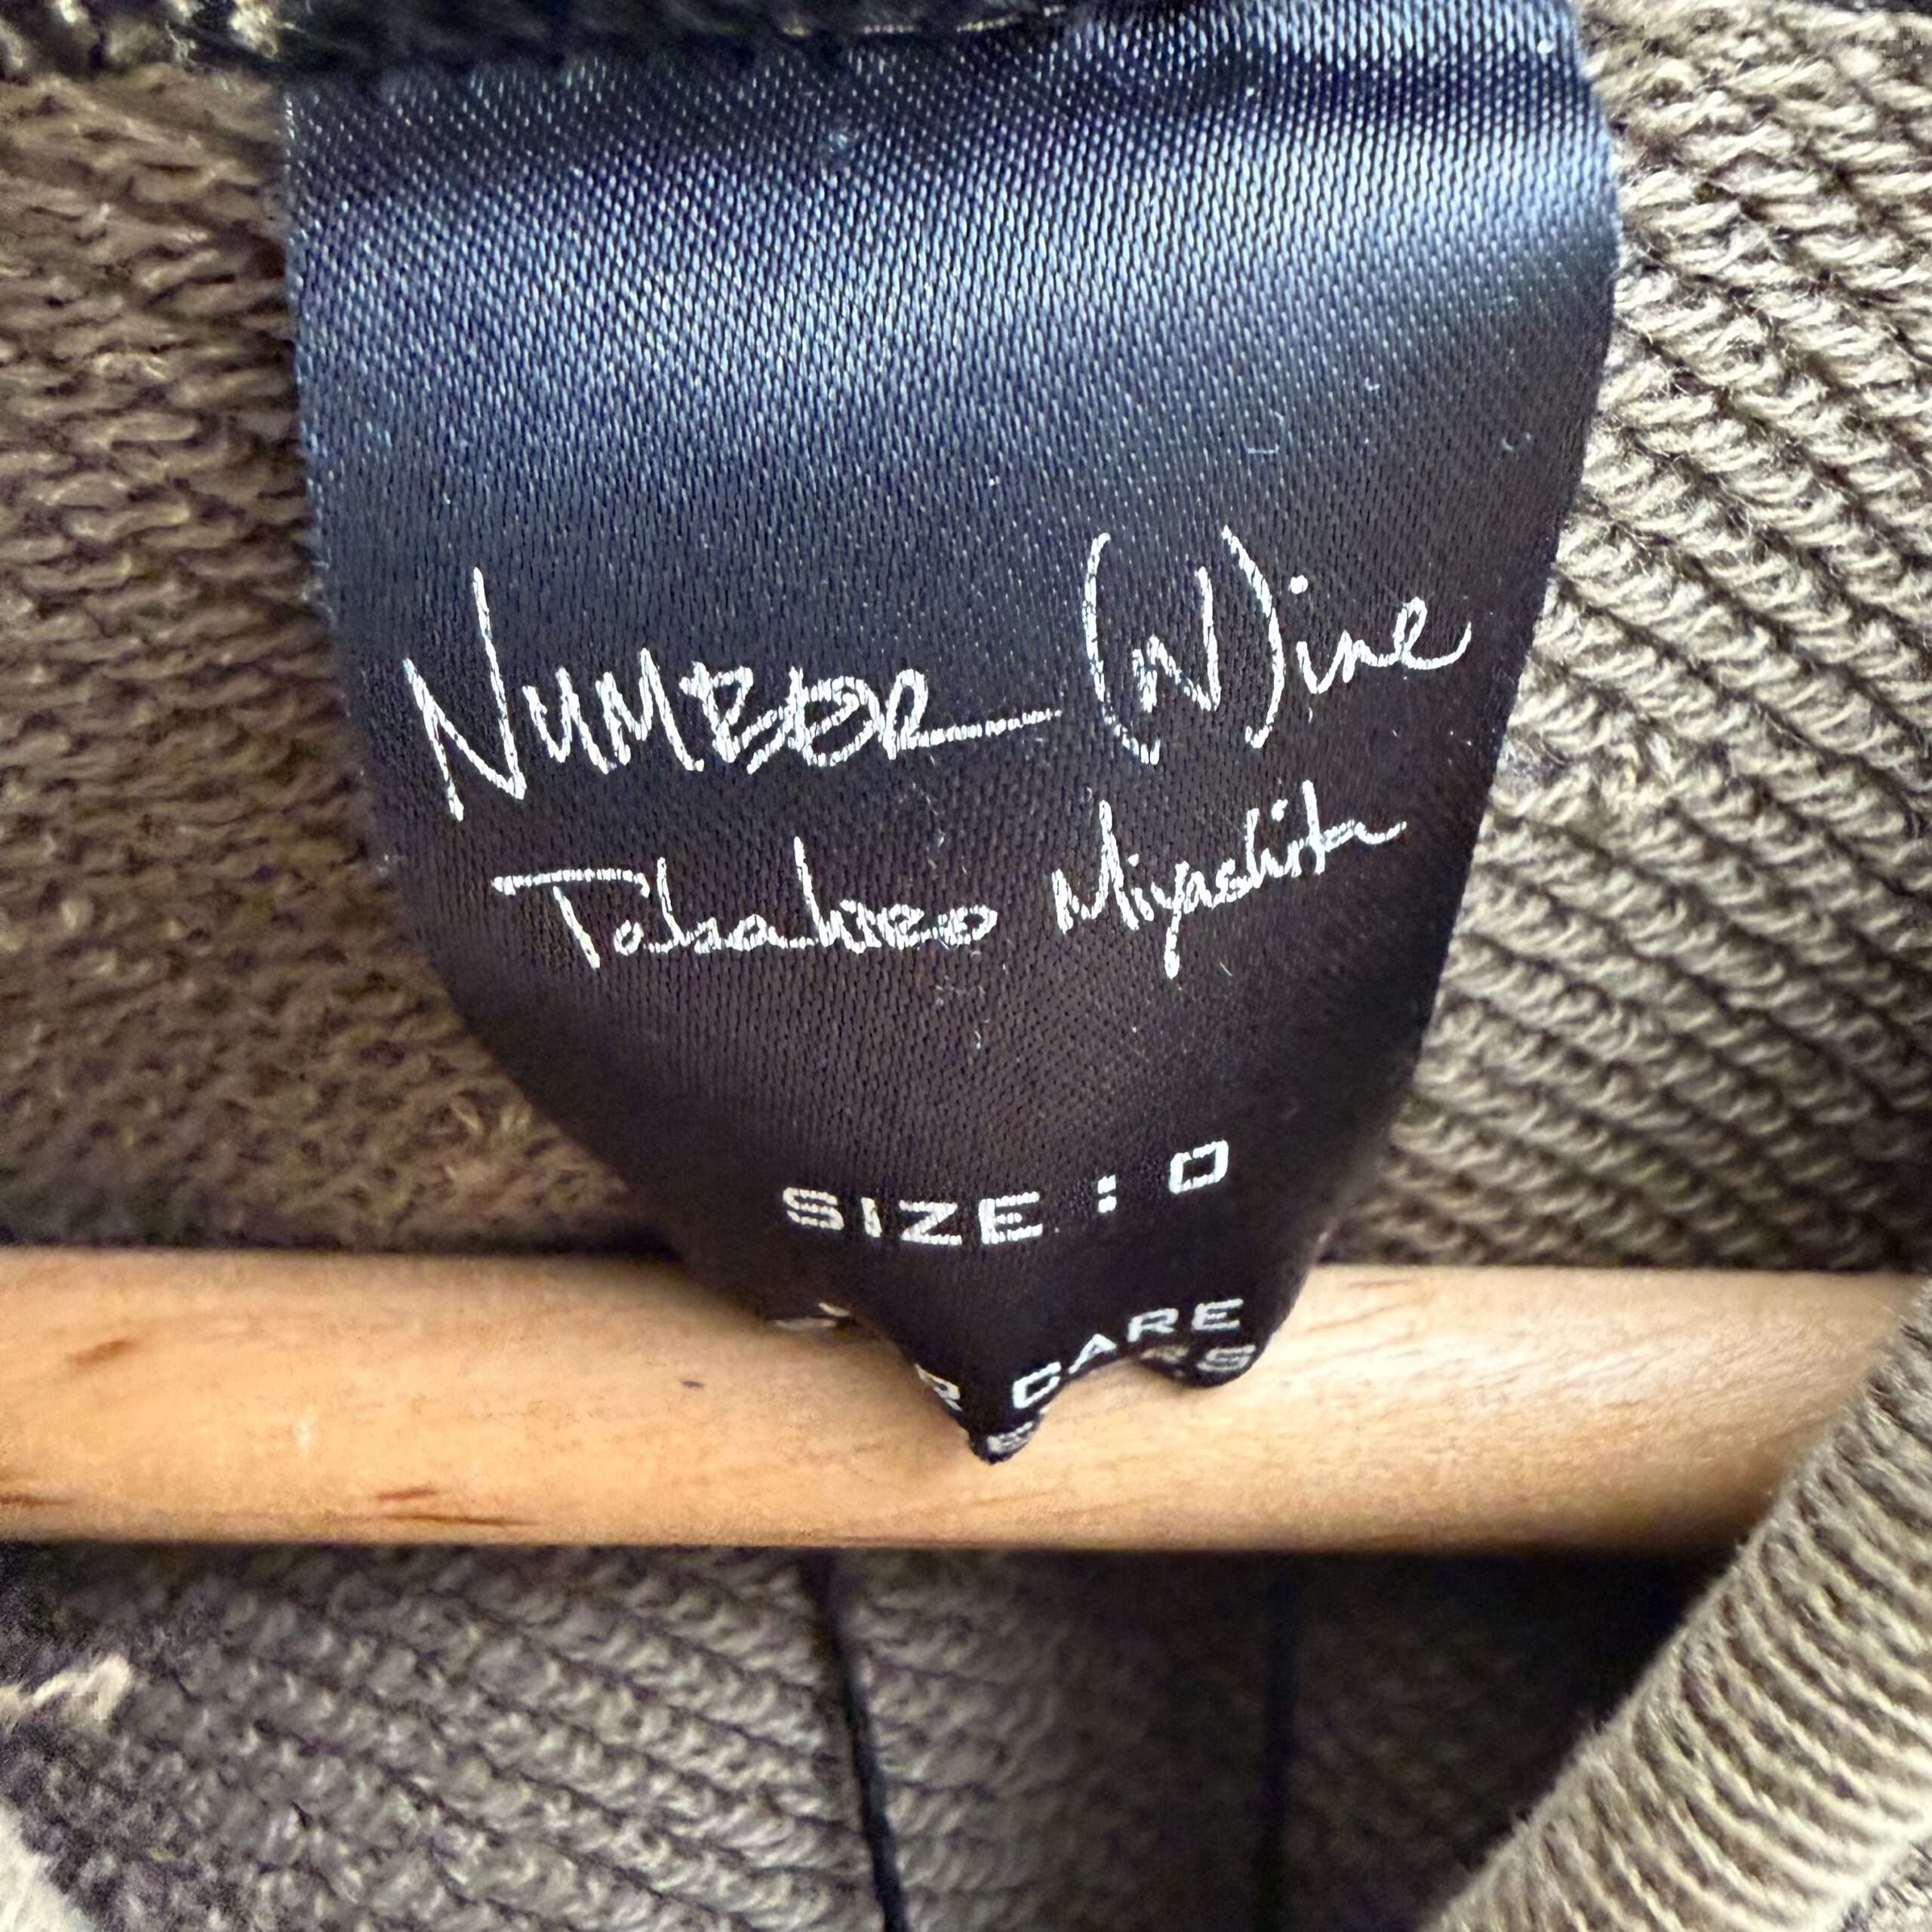 NUMBER (N)ine
Takahiro Miyashita
SIZE : 0
CARE